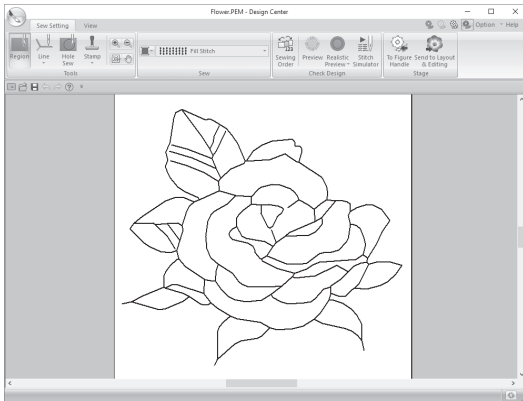 Flower.PEM - Design Center
Sew Setting View Option Help
Region Line Hole Sew Stamp
Fill Stitch
Sewing Order Preview Realistic Preview Stitch Simulator
To Figure Handle Send to Layout & Editing
Tools Sew Check Design Stage